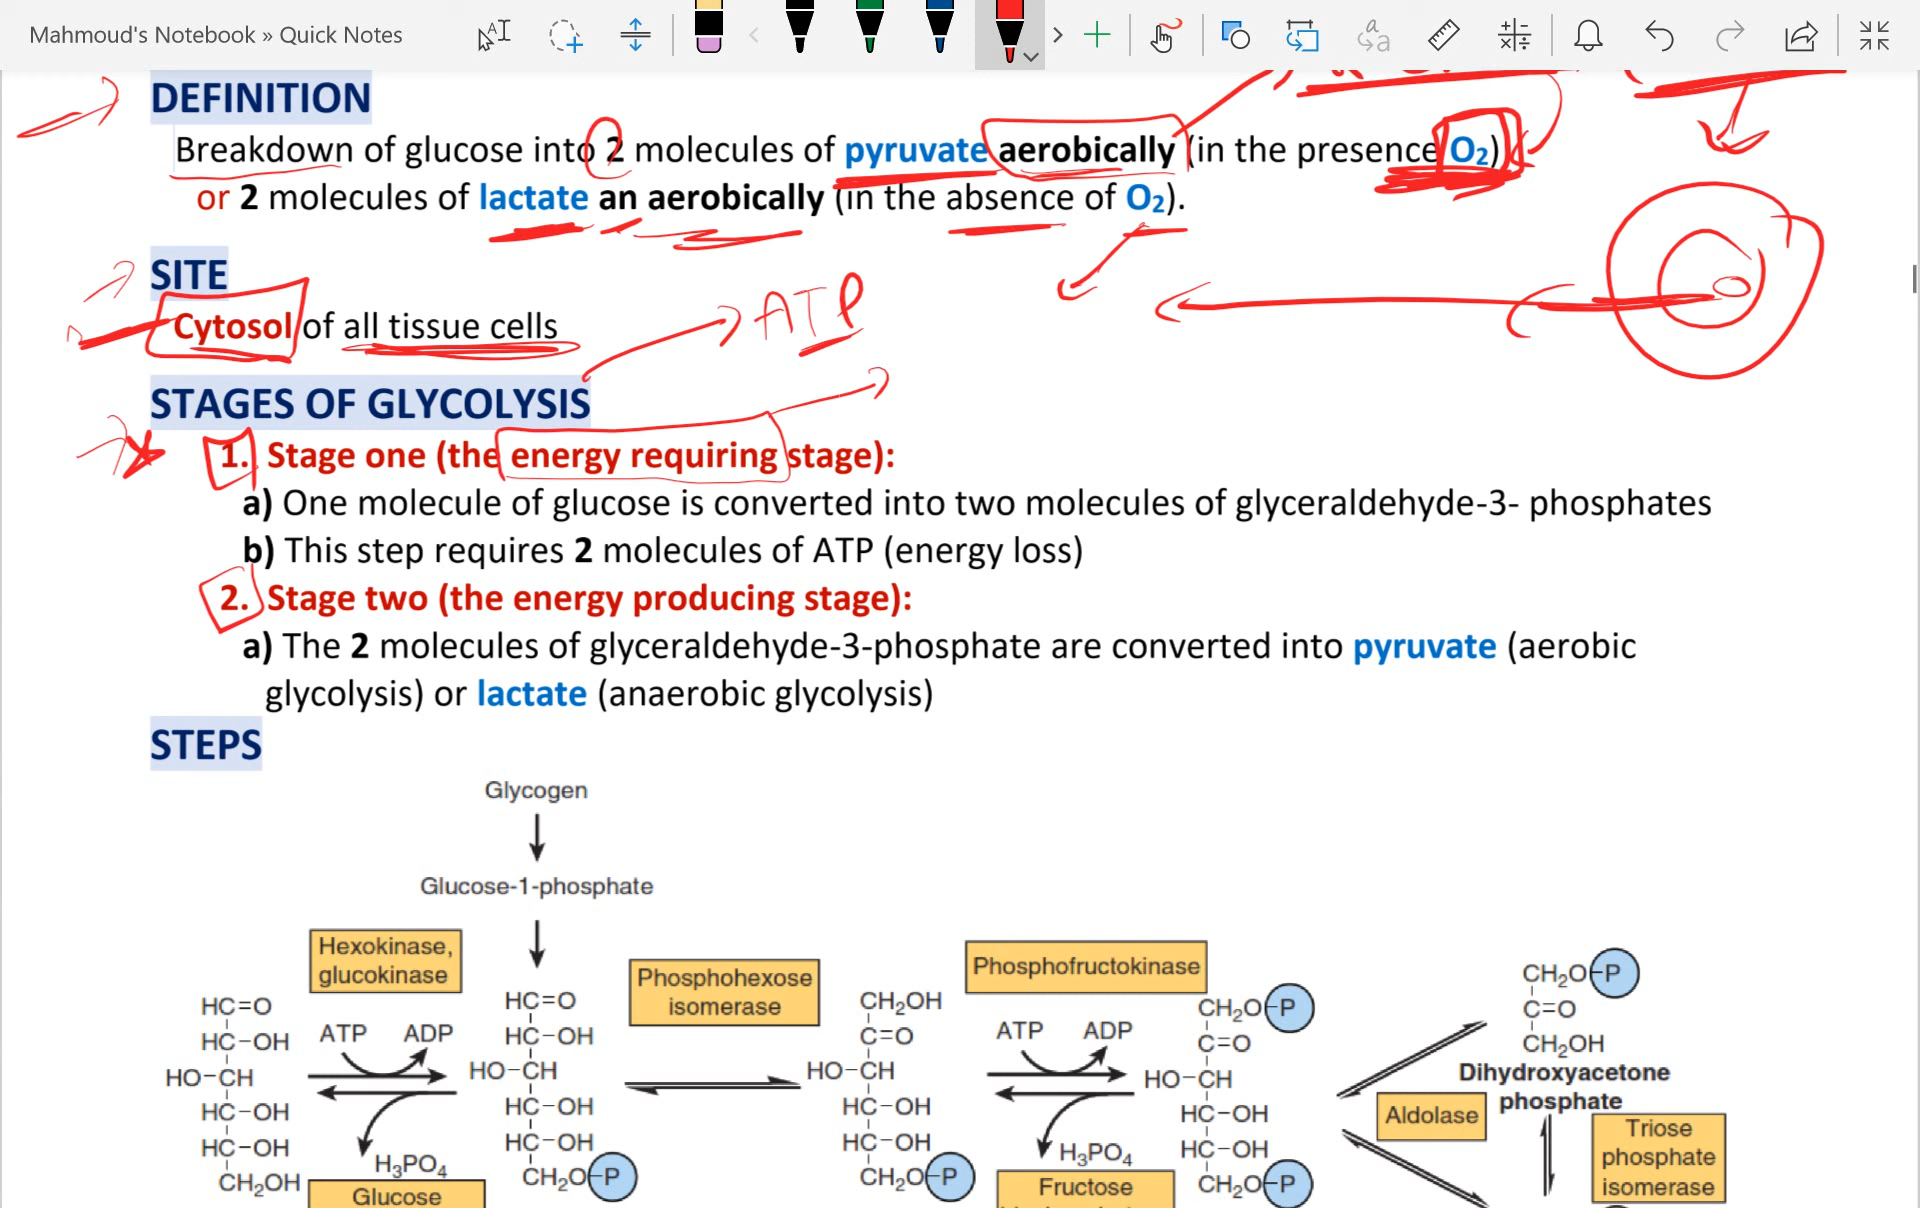 Mahmoud's Notebook » Quick Notes
DEFINITION
Breakdown of glucose into 2 molecules of pyruvate aerobically (in the presence O₂)
or 2 molecules of lactate an aerobically (in the absence of O₂).
SITE
Cytosol of all tissue cells
ATP
STAGES OF GLYCOLYSIS
1. Stage one (the energy requiring stage):
a) One molecule of glucose is converted into two molecules of glyceraldehyde-3- phosphates
b) This step requires 2 molecules of ATP (energy loss)
2. Stage two (the energy producing stage):
a) The 2 molecules of glyceraldehyde-3-phosphate are converted into pyruvate (aerobic
glycolysis) or lactate (anaerobic glycolysis)
STEPS
Glycogen
Glucose-1-phosphate
Hexokinase,
glucokinase
HC=O
HC-OH
HO-CH
HC-OH
HC-OH
CH₂OH
ATP ADP
H₃PO₄
Glucose
HC=O
HC-OH
HO-CH
HC-OH
HC-OH
CH₂O-P
Phosphohexose
isomerase
CH₂OH
C=O
HO-CH
HC-OH
HC-OH
CH₂O-P
Phosphofructokinase
ATP ADP
H₃PO₄
Fructose
CH₂O-P
C=O
HO-CH
HC-OH
HC-OH
CH₂O-P
Aldolase
CH₂O-P
C=O
CH₂OH
Dihydroxyacetone
phosphate
Triose
phosphate
isomerase